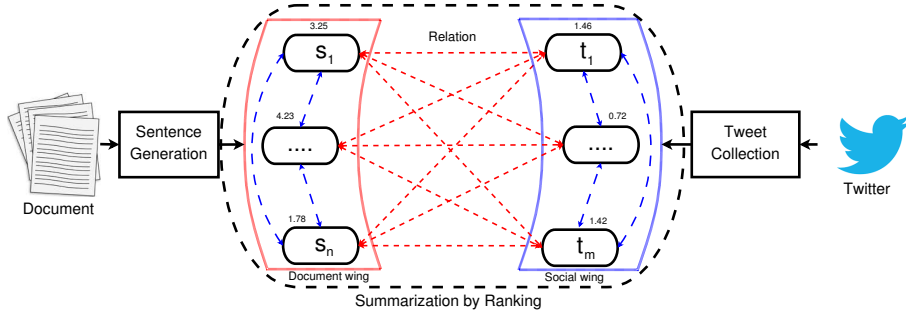 3.25
s1
Relation
1.46
t1
4.23
....
0.72
....
Sentence
Generation
Tweet
Collection
Document
Twitter
1.78
sn
1.42
tm
Document wing
Social wing
Summarization by Ranking